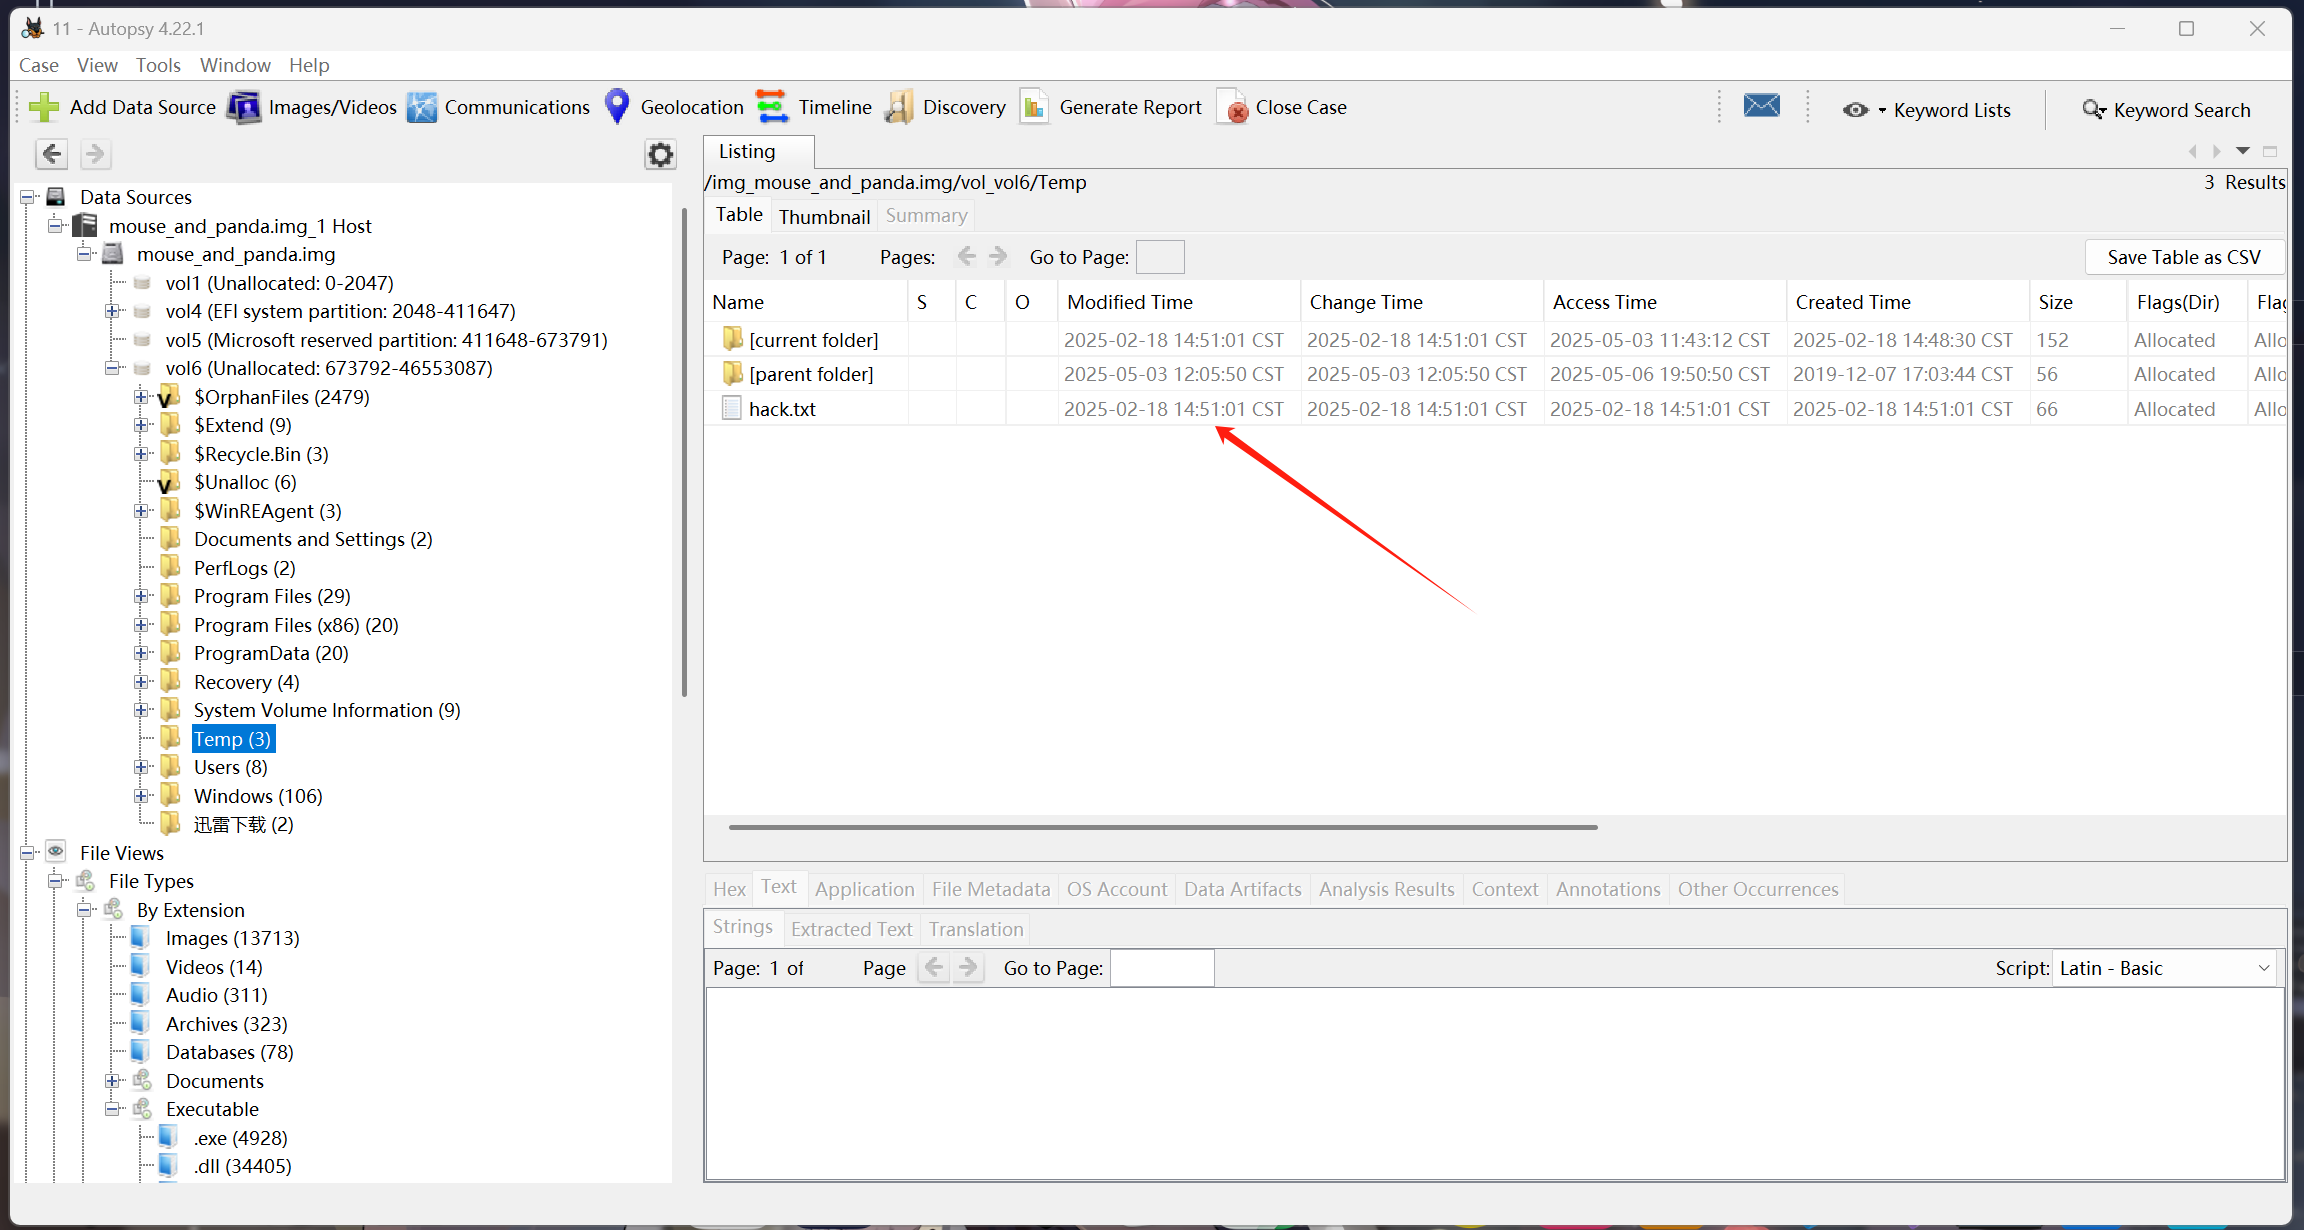 11 - Autopsy 4.22.1
Case View Tools Window Help
Add Data Source Images/Videos Communications Geolocation Timeline Discovery Generate Report Close Case Keyword Lists Keyword Search
Data Sources
mouse_and_panda.img_1 Host
mouse_and_panda.img
vol1 (Unallocated: 0-2047)
vol4 (EFI system partition: 2048-411647)
vol5 (Microsoft reserved partition: 411648-673791)
vol6 (Unallocated: 673792-46553087)
$OrphanFiles (2479)
$Extend (9)
$Recycle.Bin (3)
$Unalloc (6)
$WinREAgent (3)
Documents and Settings (2)
PerfLogs (2)
Program Files (29)
Program Files (x86) (20)
ProgramData (20)
Recovery (4)
System Volume Information (9)
Temp (3)
Users (8)
Windows (106)
迅雷下载 (2)
File Views
File Types
By Extension
Images (13713)
Videos (14)
Audio (311)
Archives (323)
Databases (78)
Documents
Executable
.exe (4928)
.dll (34405)
Listing
/img_mouse_and_panda.img/vol_vol6/Temp 3 Results
Table Thumbnail Summary
Page: 1 of 1 Pages: Go to Page: Save Table as CSV
Name S C O Modified Time Change Time Access Time Created Time Size Flags(Dir) Flag
[current folder] 2025-02-18 14:51:01 CST 2025-02-18 14:51:01 CST 2025-05-03 11:43:12 CST 2025-02-18 14:48:30 CST 152 Allocated Allo
[parent folder] 2025-05-03 12:05:50 CST 2025-05-03 12:05:50 CST 2025-05-06 19:50:50 CST 2019-12-07 17:03:44 CST 56 Allocated Allo
hack.txt 2025-02-18 14:51:01 CST 2025-02-18 14:51:01 CST 2025-02-18 14:51:01 CST 2025-02-18 14:51:01 CST 66 Allocated Allo
Hex Text Application File Metadata OS Account Data Artifacts Analysis Results Context Annotations Other Occurrences
Strings Extracted Text Translation
Page: 1 of Page Go to Page: Script: Latin - Basic